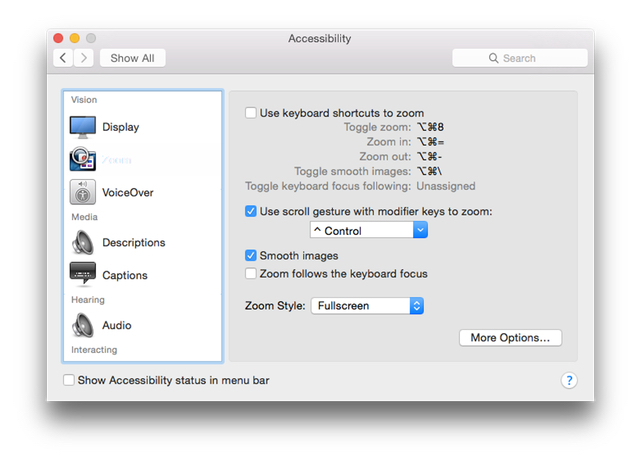 Accessibility
Show All
Search
Vision
Display
Zoom
VoiceOver
Media
Descriptions
Captions
Hearing
Audio
Interacting
Use keyboard shortcuts to zoom
Toggle zoom: ⌥⌘8
Zoom in: ⌥⌘=
Zoom out: ⌥⌘-
Toggle smooth images: ⌥⌘\
Toggle keyboard focus following: Unassigned
Use scroll gesture with modifier keys to zoom:
^ Control
Smooth images
Zoom follows the keyboard focus
Zoom Style: Fullscreen
More Options...
Show Accessibility status in menu bar
?